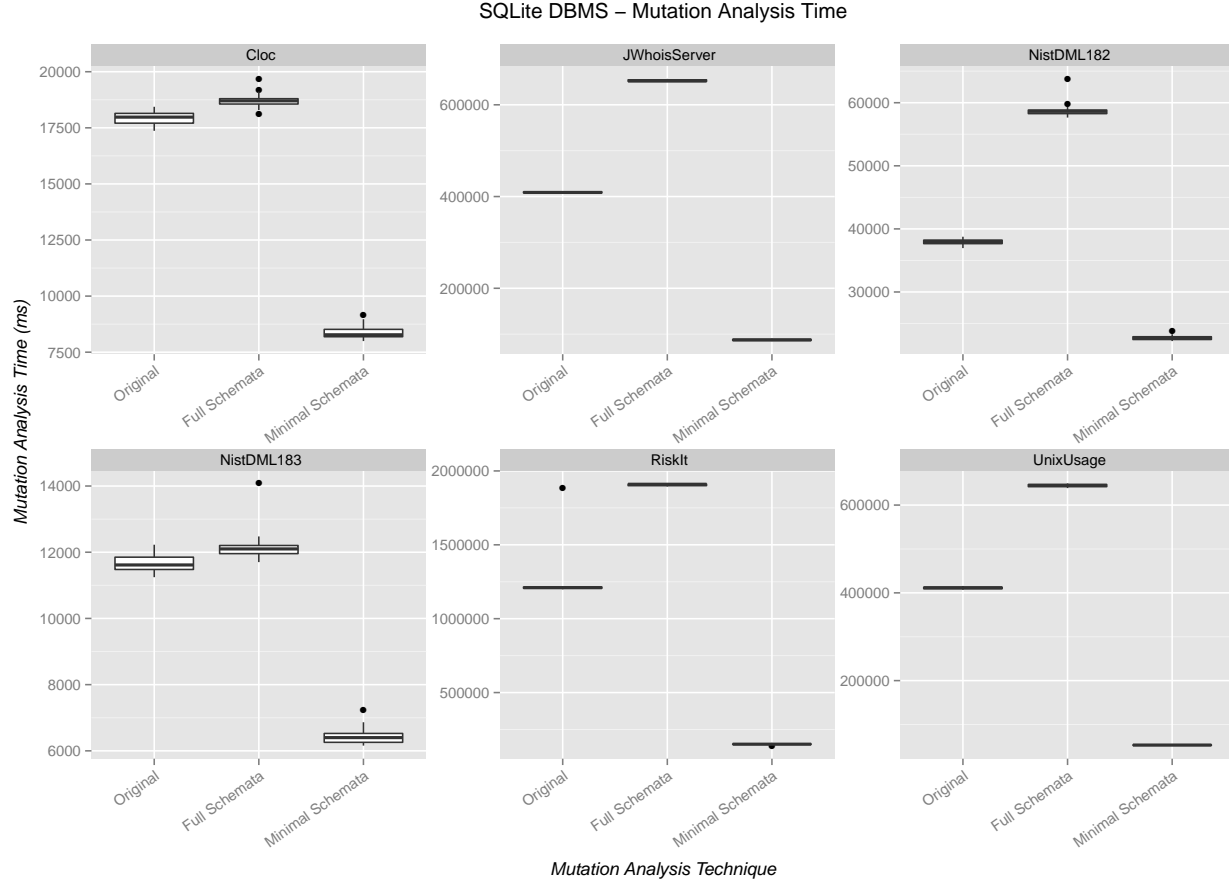 SQLite DBMS − Mutation Analysis Time
Mutation Analysis Time (ms)
Cloc
20000
17500
15000
12500
10000
7500
Original
Full Schemata
Minimal Schemata
JWhoisServer
600000
400000
200000
Original
Full Schemata
Minimal Schemata
NistDML182
60000
50000
40000
30000
Original
Full Schemata
Minimal Schemata
NistDML183
14000
12000
10000
8000
6000
Original
Full Schemata
Minimal Schemata
RiskIt
2000000
1500000
1000000
500000
Original
Full Schemata
Minimal Schemata
UnixUsage
600000
400000
200000
Original
Full Schemata
Minimal Schemata
Mutation Analysis Technique